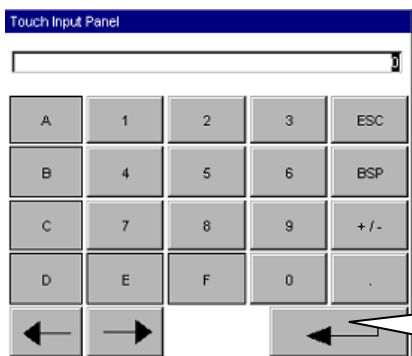 Touch Input Panel
0
A 1 2 3 ESC
B 4 5 6 BSP
C 7 8 9 +/-
D E F 0 .